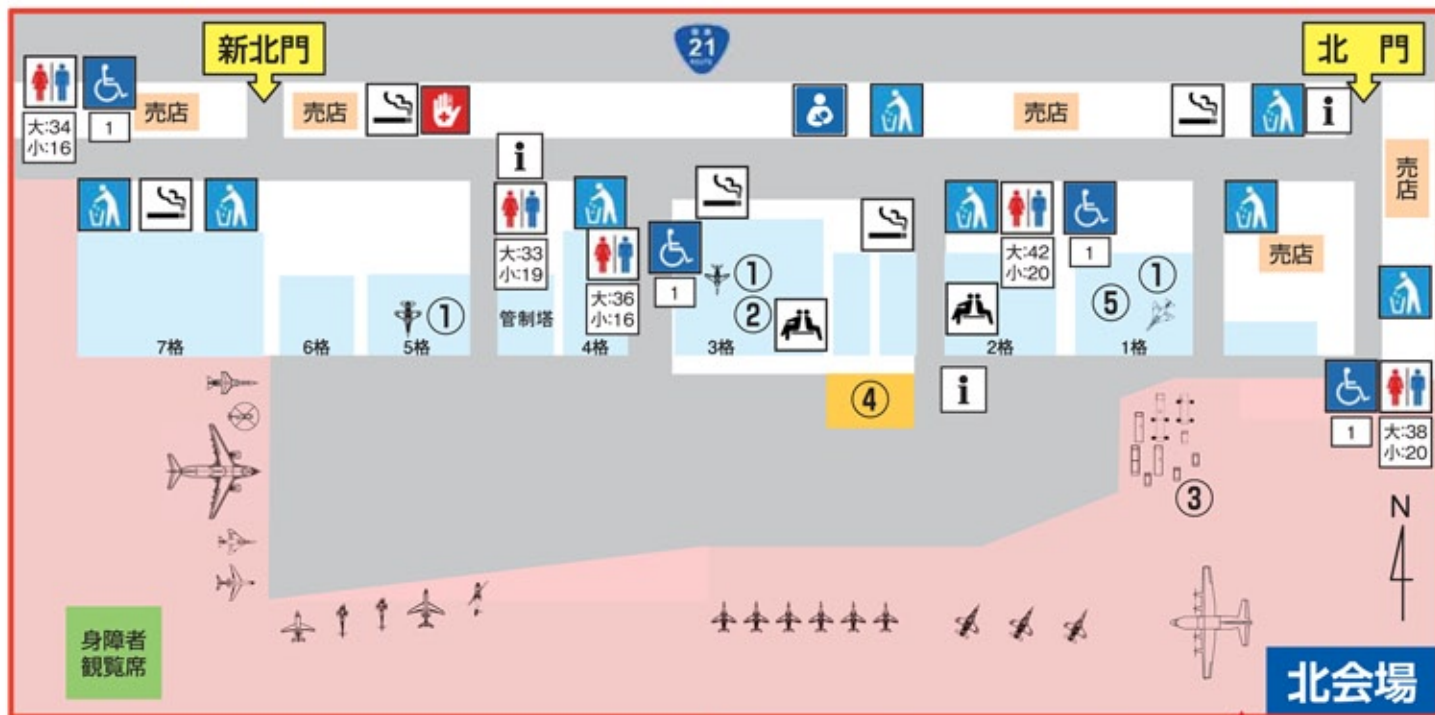 新北門
国道
21
ROUTE
北 門
売店
売店
売店
大:34
小:16
1
i
i
売店
大:33
小:19
大:36
小:16
1
大:42
小:20
1
売店
①
②
①
⑤
①
管制塔
7格
6格
5格
4格
3格
2格
1格
④
i
1
大:38
小:20
③
N
身障者
観覧席
北会場